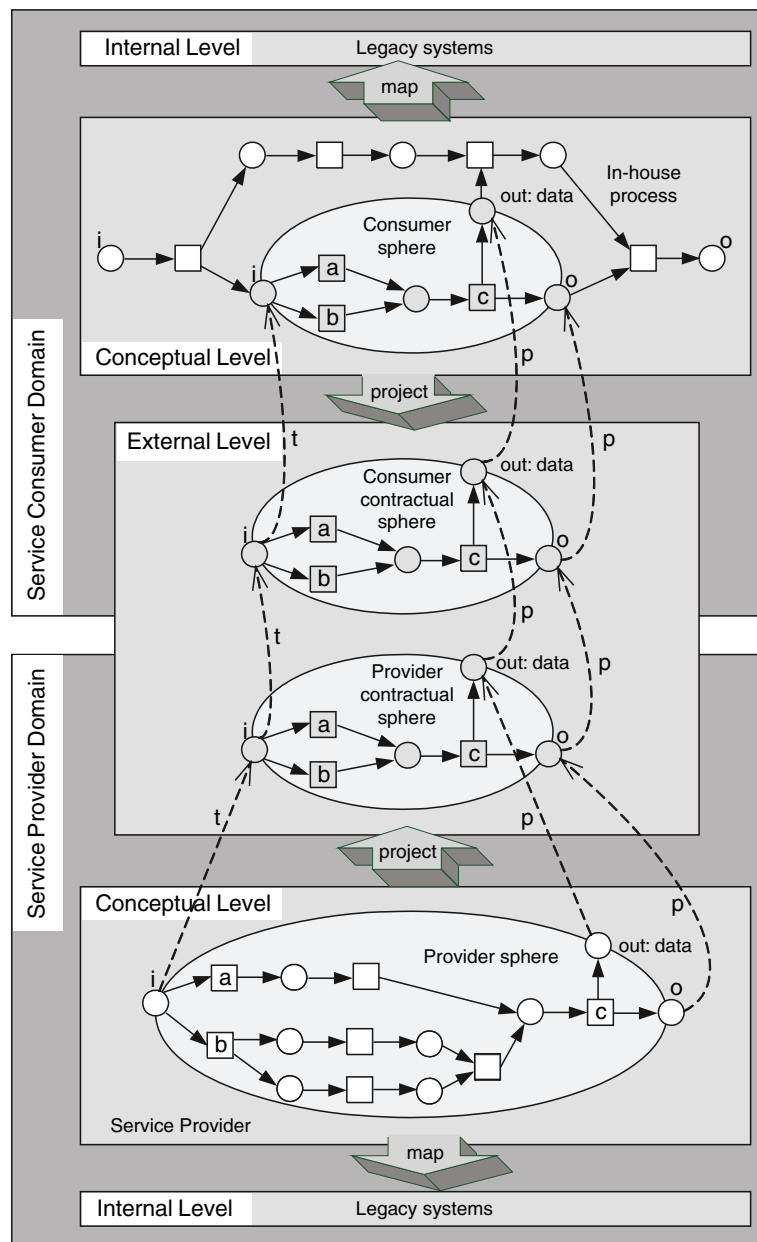 Internal Level
Legacy systems
map
In-house
process
out: data
Consumer
sphere
i
i
o
o
a
b
c
Conceptual Level
p
p
project
Service Consumer Domain
External Level
t
Consumer
contractual
sphere
out: data
i
a
b
c
o
t
p
p
Service Provider Domain
Provider
contractual
sphere
out: data
i
a
b
c
o
t
p
p
project
Conceptual Level
Provider sphere
out: data
i
a
b
c
o
Service Provider
map
Internal Level
Legacy systems